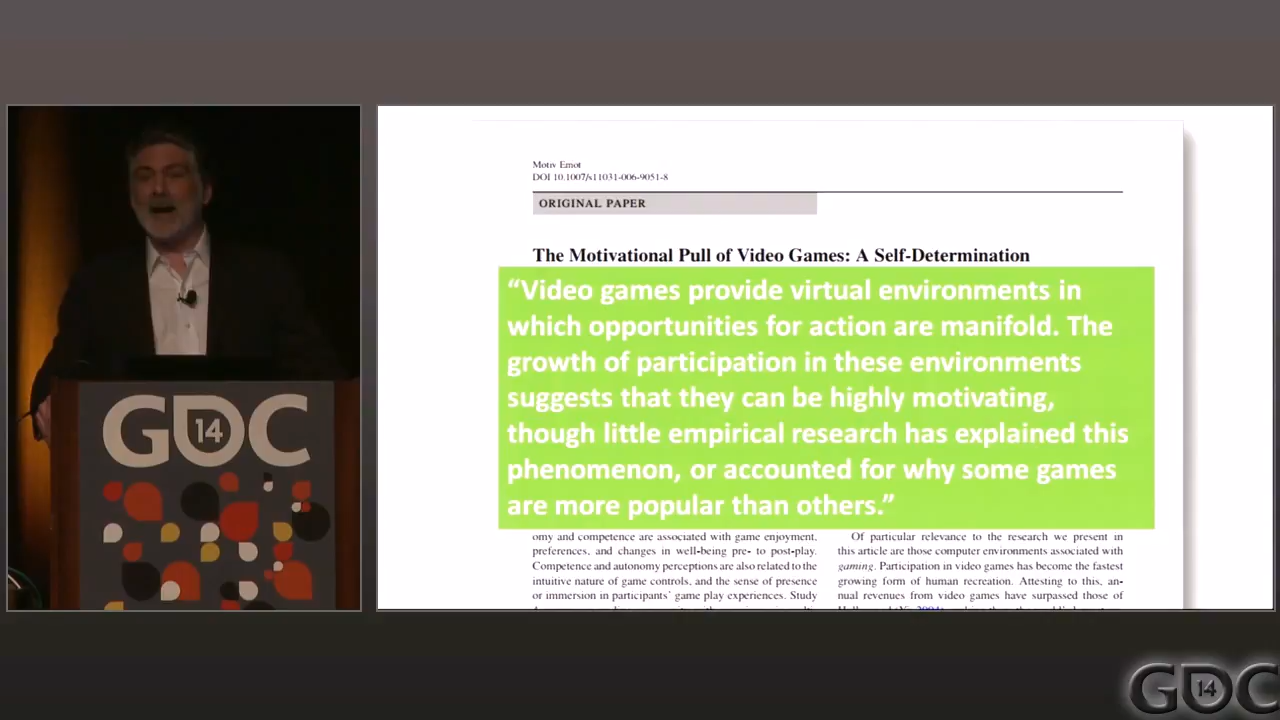 GDC
14
Motiv Emot
DOI 10.1007/s11031-006-9051-8
ORIGINAL PAPER
The Motivational Pull of Video Games: A Self-Determination
“Video games provide virtual environments in
which opportunities for action are manifold. The
growth of participation in these environments
suggests that they can be highly motivating,
though little empirical research has explained this
phenomenon, or accounted for why some games
are more popular than others.”
omy and competence are associated with game enjoyment,
preferences, and changes in well-being pre- to post-play.
Competence and autonomy perceptions are also related to the
intuitive nature of game controls, and the sense of presence
or immersion in participants’ game play experiences. Study
Of particular relevance to the research we present in
this article are those computer environments associated with
gaming. Participation in video games has become the fastest
growing form of human recreation. Attesting to this, an-
nual revenues from video games have surpassed those of
GDC
14